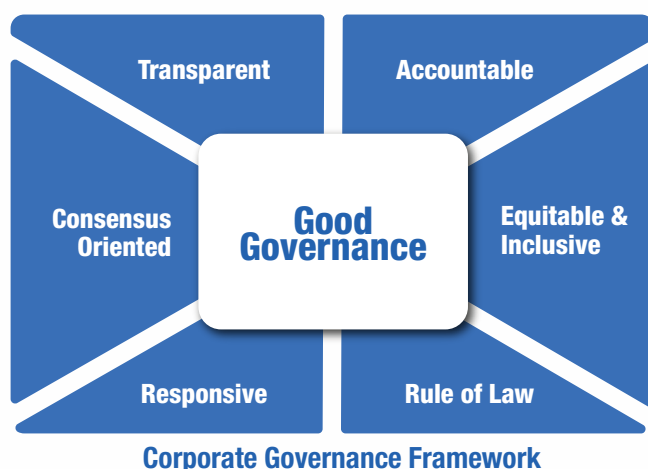 Transparent
Accountable
Consensus
Oriented
Good
Governance
Equitable &
Inclusive
Responsive
Rule of Law
Corporate Governance Framework